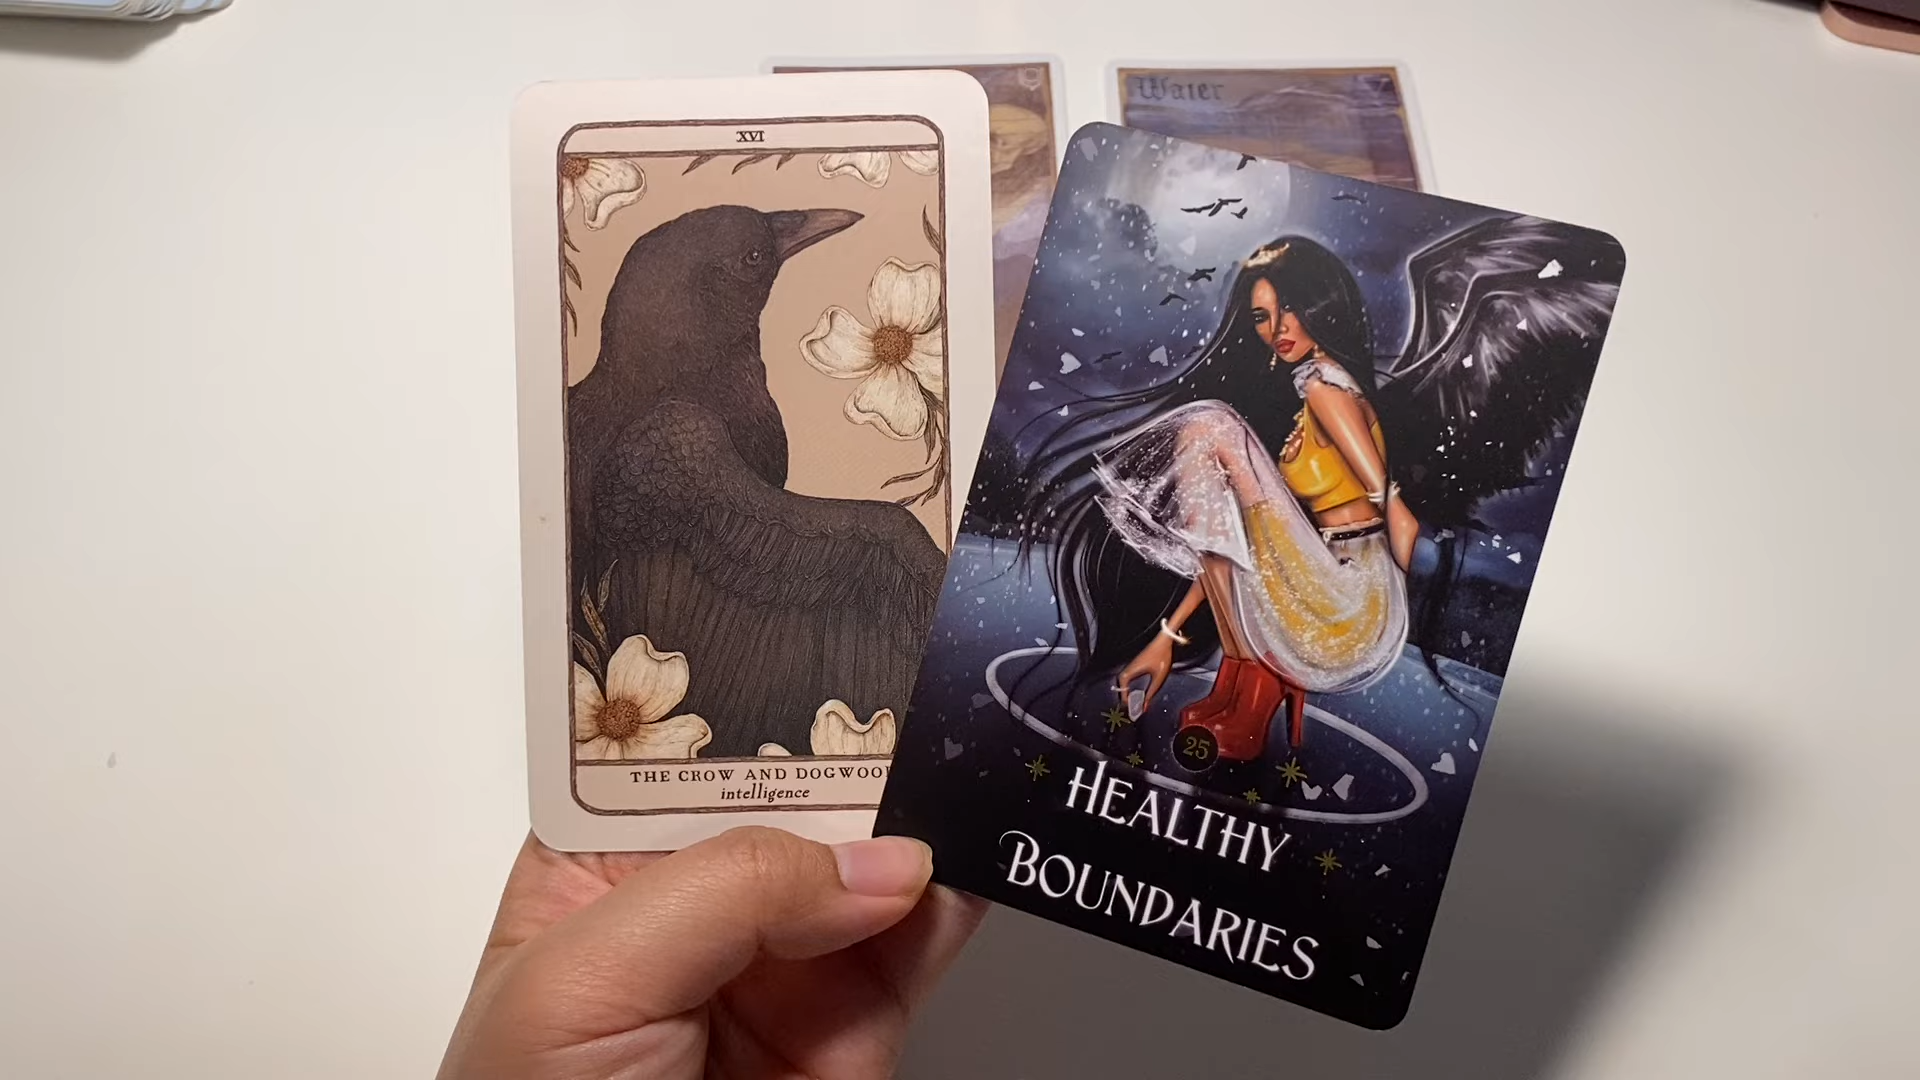 Water
XVI
THE CROW AND DOGWOO
intelligence
25
HEALTHY
BOUNDARIES